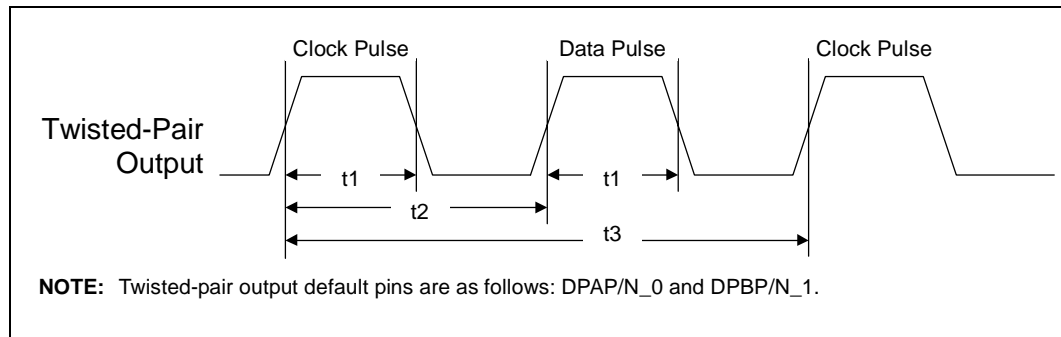 Clock Pulse Data Pulse Clock Pulse
Twisted-Pair
Output
t1 t1
t2
t3
NOTE: Twisted-pair output default pins are as follows: DPAP/N_0 and DPBP/N_1.